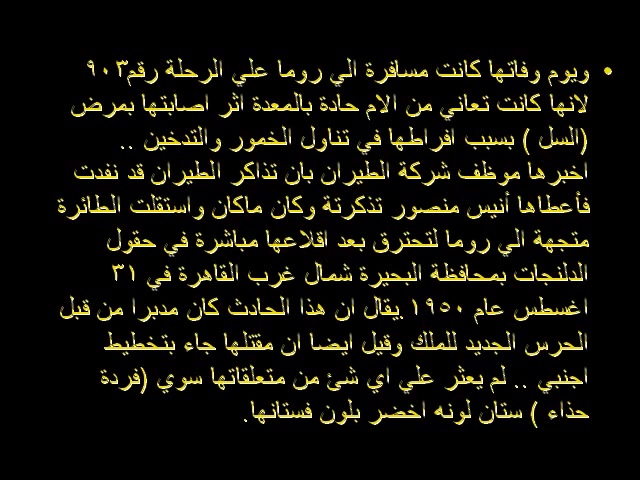 • ويوم وفاتها كانت مسافرة الي روما علي الرحلة رقم٩٠٣
لانها كانت تعاني من الام حادة بالمعدة اثر اصابتها بمرض
(السل ) بسبب افراطها في تناول الخمور والتدخين ..
اخبرها موظف شركة الطيران بان تذاكر الطيران قد نفدت
فأعطاها أنيس منصور تذكرتة وكان ماكان واستقلت الطائرة
متجهة الي روما لتحترق بعد اقلاعها مباشرة في حقول
الدلنجات بمحافظة البحيرة شمال غرب القاهرة في ٣١
اغسطس عام ١٩٥٠ .يقال ان هذا الحادث كان مدبرا من قبل
الحرس الجديد للملك وقيل ايضا ان مقتلها جاء بتخطيط
اجنبي .. لم يعثر علي اي شئ من متعلقاتها سوي (فردة
حذاء ) ستان لونه اخضر بلون فستانها.